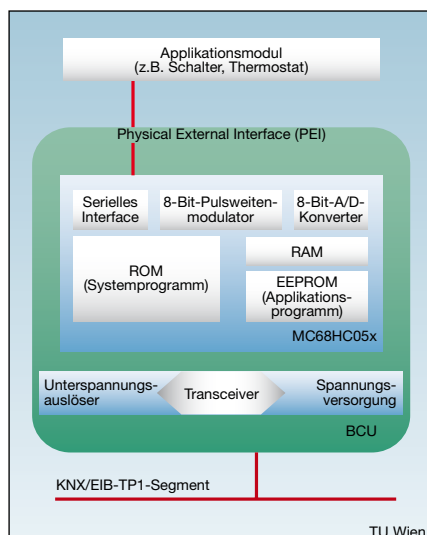 Applikationsmodul
(z.B. Schalter, Thermostat)
Physical External Interface (PEI)
Serielles
Interface
8-Bit-Pulsweiten-
modulator
8-Bit-A/D-
Konverter
ROM
(Systemprogramm)
RAM
EEPROM
(Applikations-
programm)
MC68HC05x
Unterspannungs-
auslöser
Transceiver
Spannungs-
versorgung
BCU
KNX/EIB-TP1-Segment
TU Wien